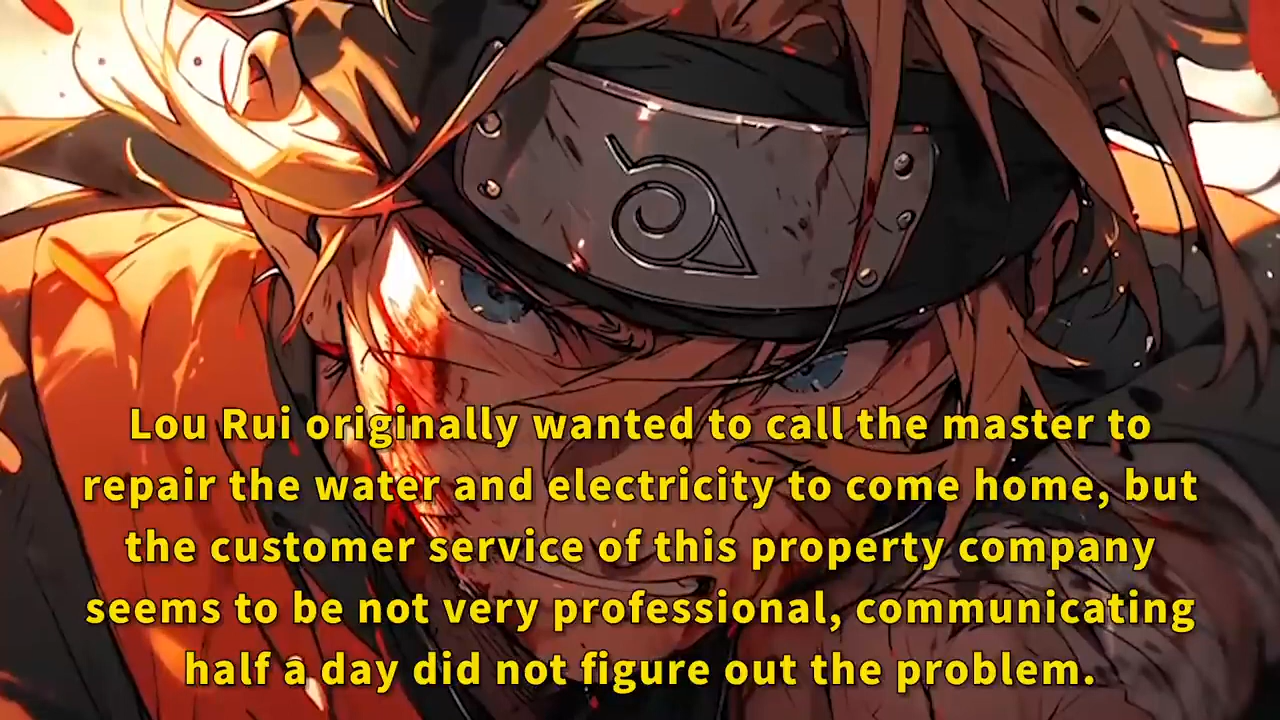 Lou Rui originally wanted to call the master to
repair the water and electricity to come home, but
the customer service of this property company
seems to be not very professional, communicating
half a day did not figure out the problem.